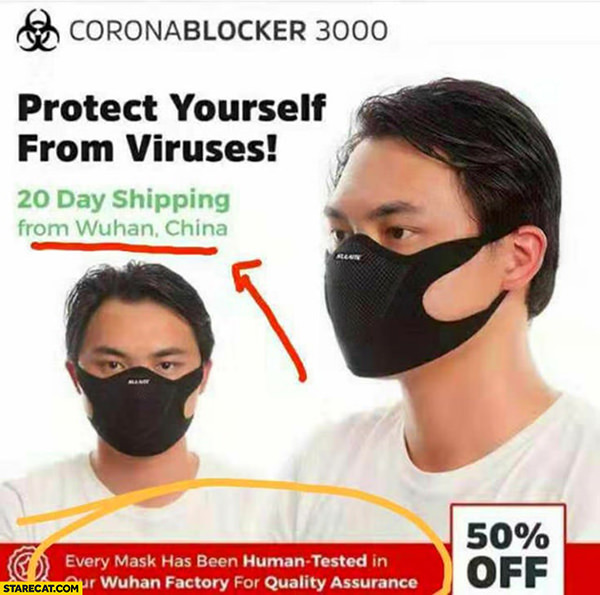 CORONABLOCKER 3000
Protect Yourself
From Viruses!
20 Day Shipping
from Wuhan, China
Every Mask Has Been Human-Tested in
Our Wuhan Factory For Quality Assurance
50%
OFF
STARECAT.COM